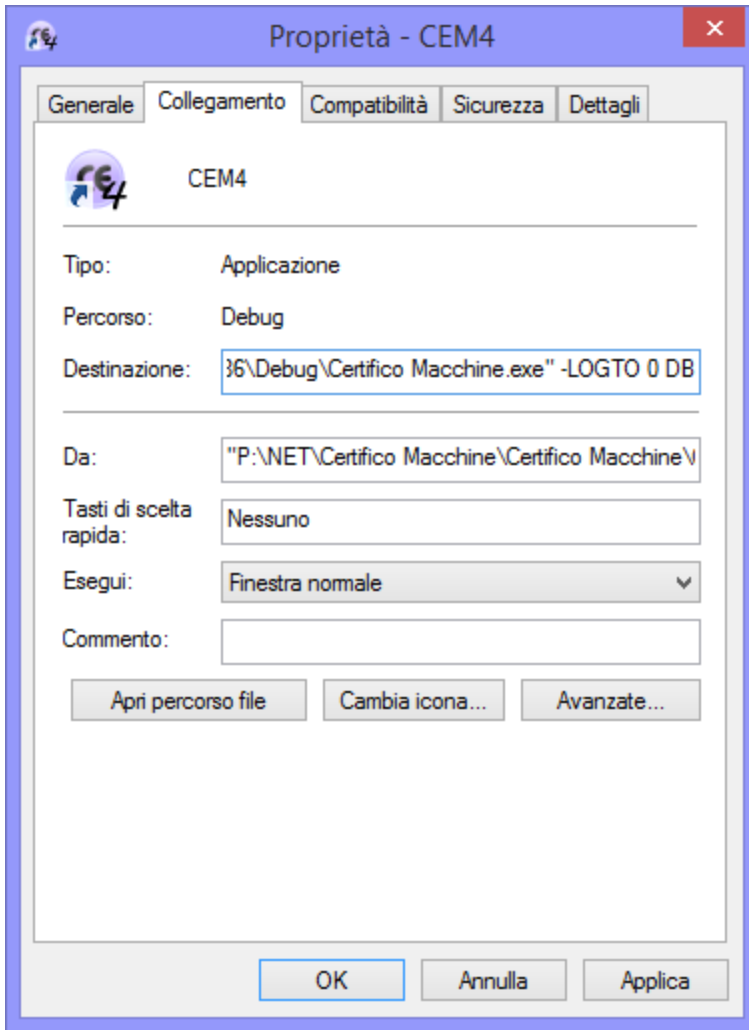 Proprietà - CEM4
Generale Collegamento Compatibilità Sicurezza Dettagli
CEM4
Tipo: Applicazione
Percorso: Debug
Destinazione: 36\Debug\Certifico Macchine.exe" -LOGTO 0 DB
Da: "P:\NET\Certifico Macchine\Certifico Macchine\
Tasti di scelta
rapida:
Nessuno
Esegui: Finestra normale
Commento:
Apri percorso file Cambia icona... Avanzate...
OK Annulla Applica